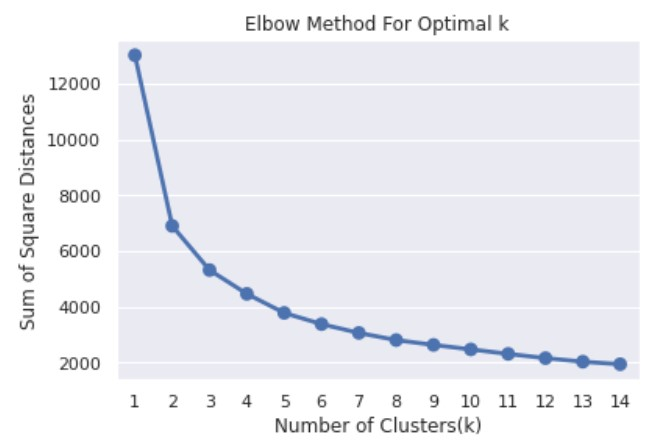 Elbow Method For Optimal k
Sum of Square Distances
12000
10000
8000
6000
4000
2000
1 2 3 4 5 6 7 8 9 10 11 12 13 14
Number of Clusters(k)